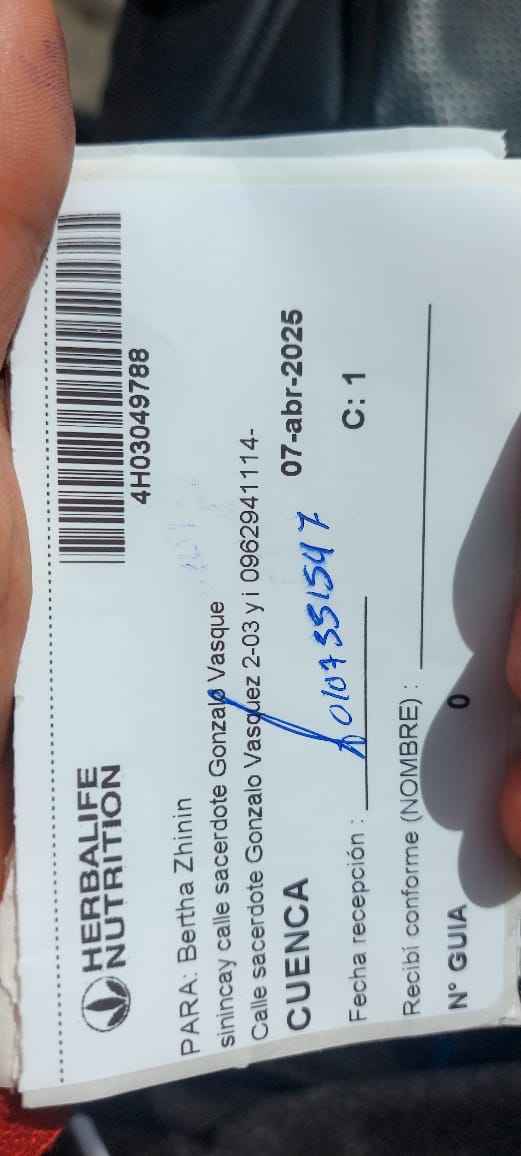 HERBALIFE
NUTRITION
4H03049788
PARA: Bertha Zhinin
sinincay calle sacerdote Gonzalo Vasque
Calle sacerdote Gonzalo Vasquez 2-03 y i 0962941114-
CUENCA 07-abr-2025
0107331547
Fecha recepción : C: 1
Recibí conforme (NOMBRE) :
N° GUIA 0